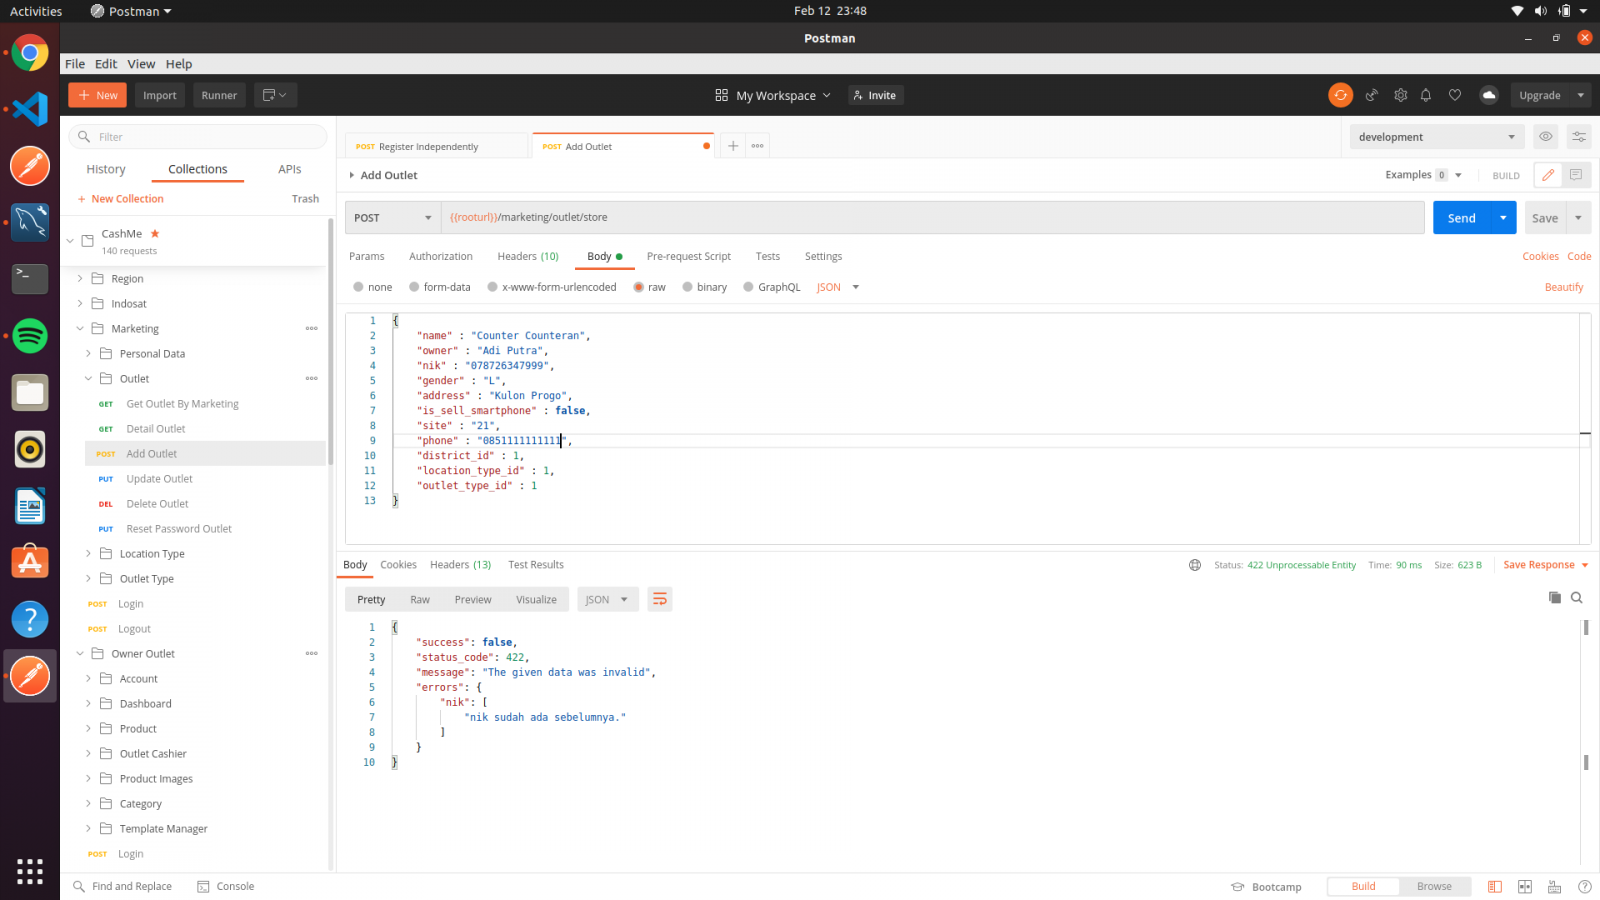 Activities
Postman
Feb 12 23:48
Postman
File Edit View Help
New
Import
Runner
My Workspace
Invite
Upgrade
Filter
History
Collections
APIs
+ New Collection
Trash
CashMe
140 requests
Region
Indosat
Marketing
Personal Data
Outlet
GET Get Outlet By Marketing
GET Detail Outlet
POST Add Outlet
PUT Update Outlet
DEL Delete Outlet
PUT Reset Password Outlet
Location Type
Outlet Type
POST Login
POST Logout
Owner Outlet
Account
Dashboard
Product
Outlet Cashier
Product Images
Category
Template Manager
POST Login
POST Register Independently
POST Add Outlet
development
Add Outlet
Examples 0
BUILD
POST
{{rooturl}}/marketing/outlet/store
Send
Save
Params
Authorization
Headers (10)
Body
Pre-request Script
Tests
Settings
Cookies
Code
none
form-data
x-www-form-urlencoded
raw
binary
GraphQL
JSON
Beautify
1 {
2 "name" : "Counter Counteran",
3 "owner" : "Adi Putra",
4 "nik" : "078726347999",
5 "gender" : "L",
6 "address" : "Kulon Progo",
7 "is_sell_smartphone" : false,
8 "site" : "21",
9 "phone" : "0851111111111",
10 "district_id" : 1,
11 "location_type_id" : 1,
12 "outlet_type_id" : 1
13 }
Body
Cookies
Headers (13)
Test Results
Status: 422 Unprocessable Entity
Time: 90 ms
Size: 623 B
Save Response
Pretty
Raw
Preview
Visualize
JSON
1 {
2 "success": false,
3 "status_code": 422,
4 "message": "The given data was invalid",
5 "errors": {
6 "nik": [
7 "nik sudah ada sebelumnya."
8 ]
9 }
10 }
Find and Replace
Console
Bootcamp
Build
Browse